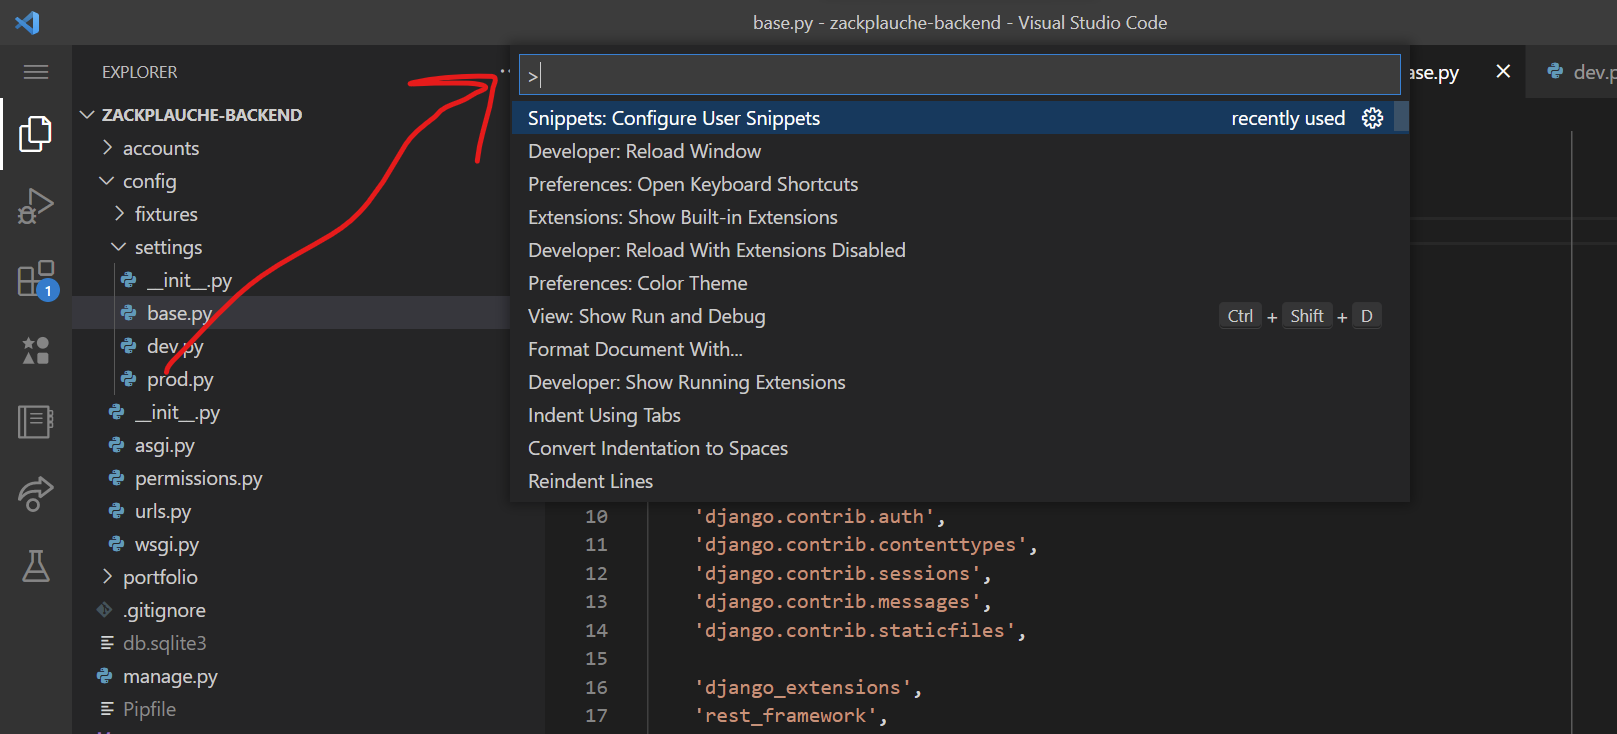 base.py - zackplauche-backend - Visual Studio Code
EXPLORER
ZACKPLAUCHE-BACKEND
accounts
config
fixtures
settings
__init__.py
base.py
dev.py
prod.py
__init__.py
asgi.py
permissions.py
urls.py
wsgi.py
portfolio
.gitignore
db.sqlite3
manage.py
Pipfile
1
>
Snippets: Configure User Snippets recently used
Developer: Reload Window
Preferences: Open Keyboard Shortcuts
Extensions: Show Built-in Extensions
Developer: Reload With Extensions Disabled
Preferences: Color Theme
View: Show Run and Debug Ctrl + Shift + D
Format Document With...
Developer: Show Running Extensions
Indent Using Tabs
Convert Indentation to Spaces
Reindent Lines
ase.py dev.p
10 'django.contrib.auth',
11 'django.contrib.contenttypes',
12 'django.contrib.sessions',
13 'django.contrib.messages',
14 'django.contrib.staticfiles',
15
16 'django_extensions',
17 'rest_framework',